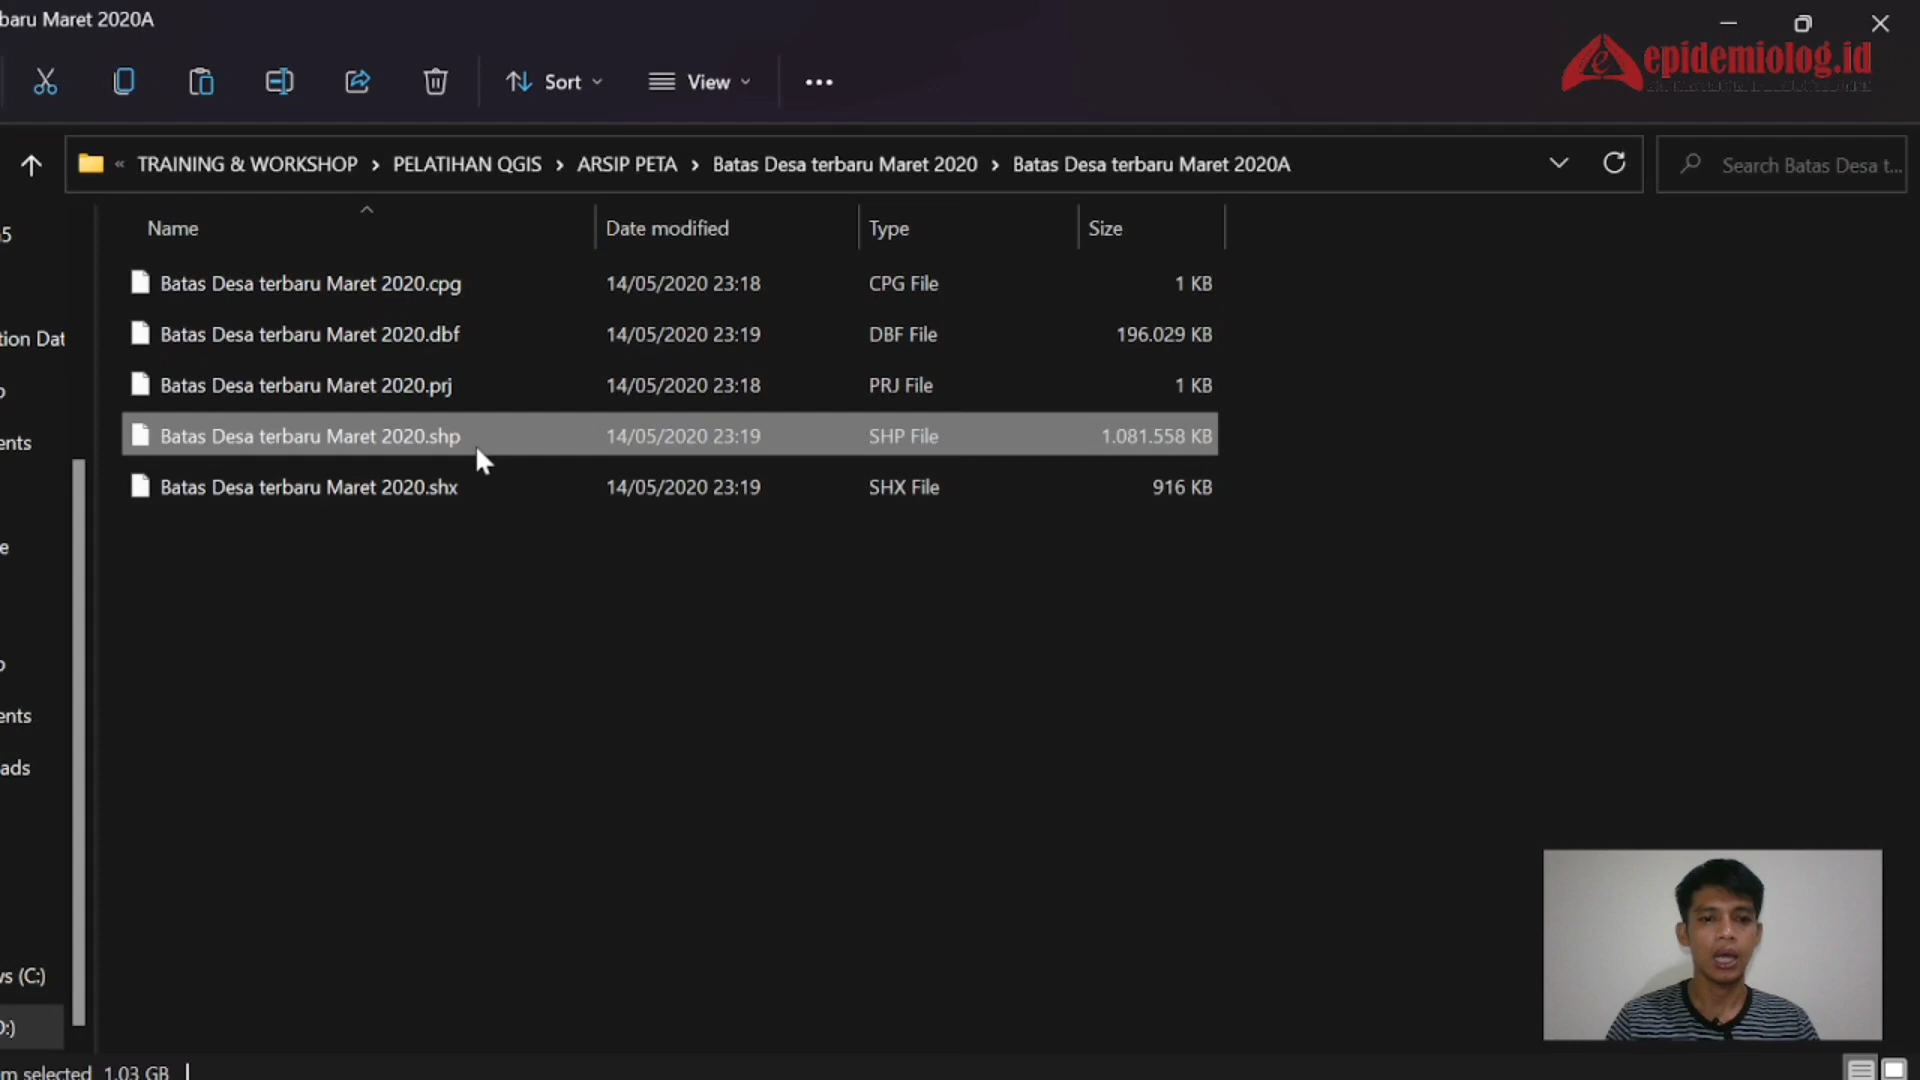 baru Maret 2020A
epidemiolog.id
Sort
View
« TRAINING & WORKSHOP > PELATIHAN QGIS > ARSIP PETA > Batas Desa terbaru Maret 2020 > Batas Desa terbaru Maret 2020A
Search Batas Desa t...
Name Date modified Type Size
Batas Desa terbaru Maret 2020.cpg 14/05/2020 23:18 CPG File 1 KB
Batas Desa terbaru Maret 2020.dbf 14/05/2020 23:19 DBF File 196.029 KB
Batas Desa terbaru Maret 2020.prj 14/05/2020 23:18 PRJ File 1 KB
Batas Desa terbaru Maret 2020.shp 14/05/2020 23:19 SHP File 1.081.558 KB
Batas Desa terbaru Maret 2020.shx 14/05/2020 23:19 SHX File 916 KB
5
tion Dat
ents
e
ents
ads
vs (C:)
D:)
m selected 1,03 GB